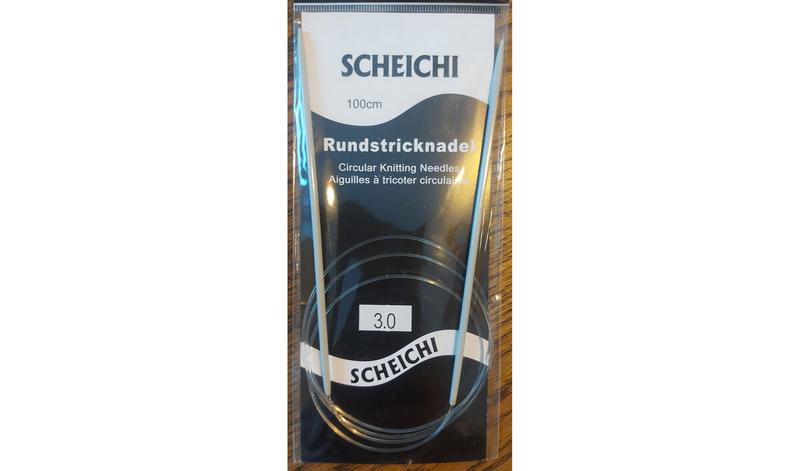 SCHEICHI
100cm
Rundstricknadel
Circular Knitting Needles
Aiguilles à tricoter circulaires
3.0
SCHEICHI